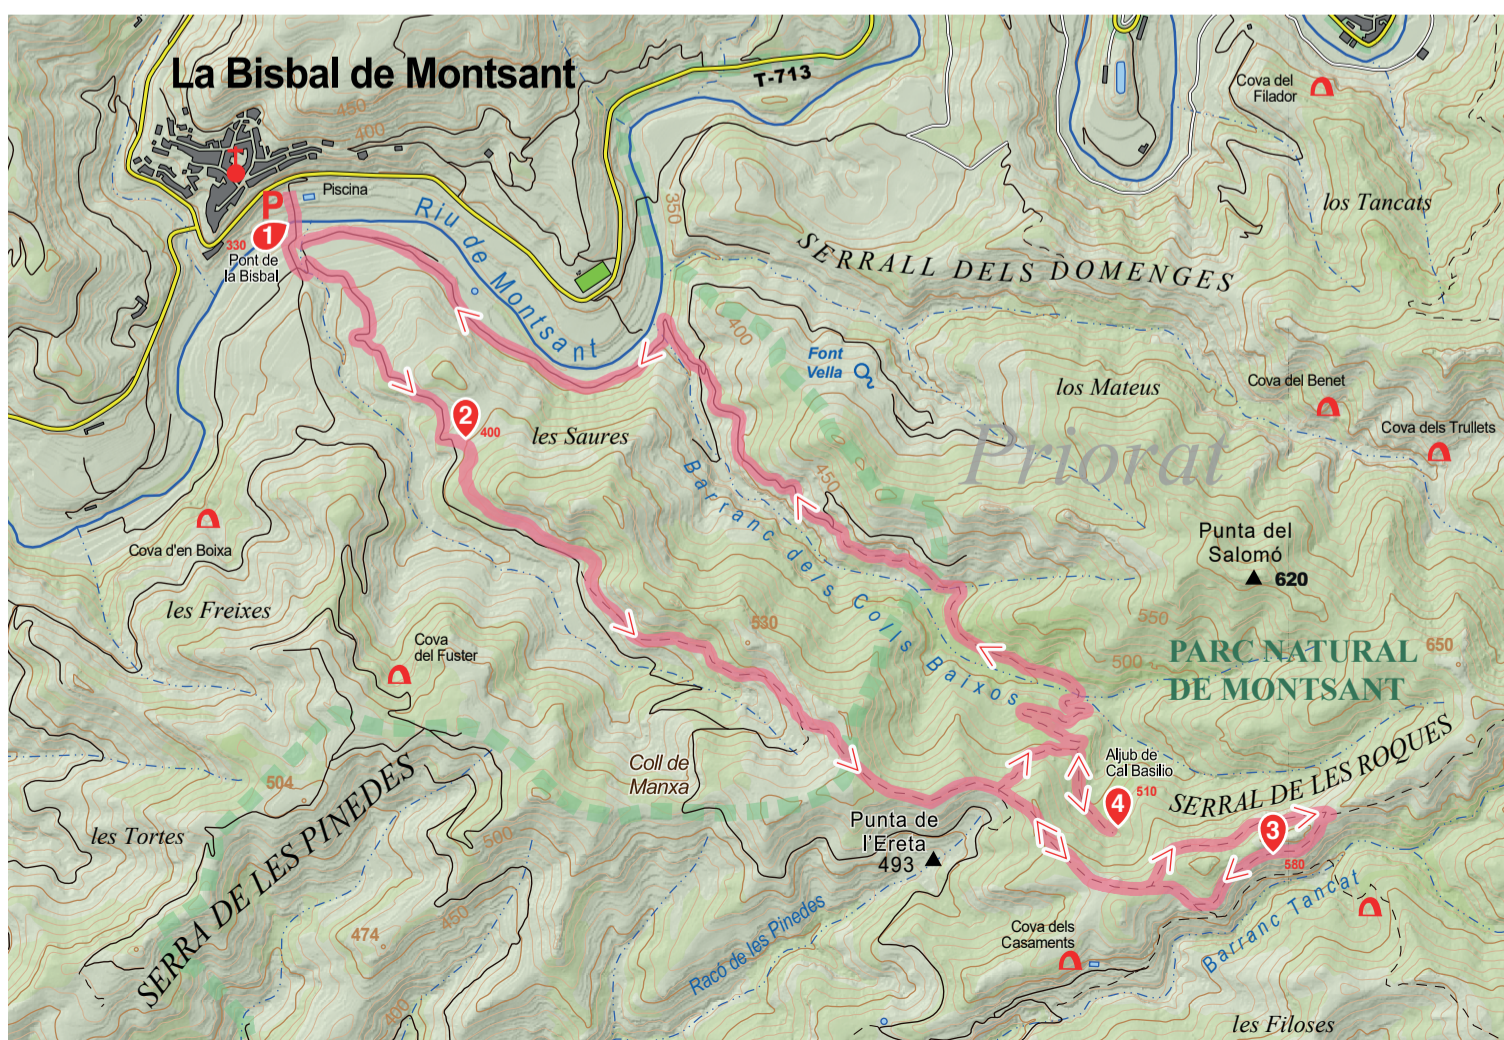 La Bisbal de Montsant
T-713
450
400
Cova del
Filador
Piscina
P
1
330
Pont de
la Bisbal
Riu de Montsant
350
los Tancats
SERRALL DELS DOMENGES
400
Font
Vella
los Mateus
Cova del Benet
Cova dels Trullets
Priorat
2
400
les Saures
Barranc dels Colls Baixos
450
Cova d'en Boixa
Punta del
Salomó
620
les Freixes
530
550
500
650
Cova
del Fuster
PARC NATURAL
DE MONTSANT
Coll de
Manxa
Aljub de
Cal Basilio
510
4
SERRAL DE LES ROQUES
504
SERRA DE LES PINEDES
les Tortes
500
Punta de
l'Ereta
493
3
580
450
474
400
Racó de les Pinedes
Cova dels
Casaments
Barranc Tancat
les Filoses